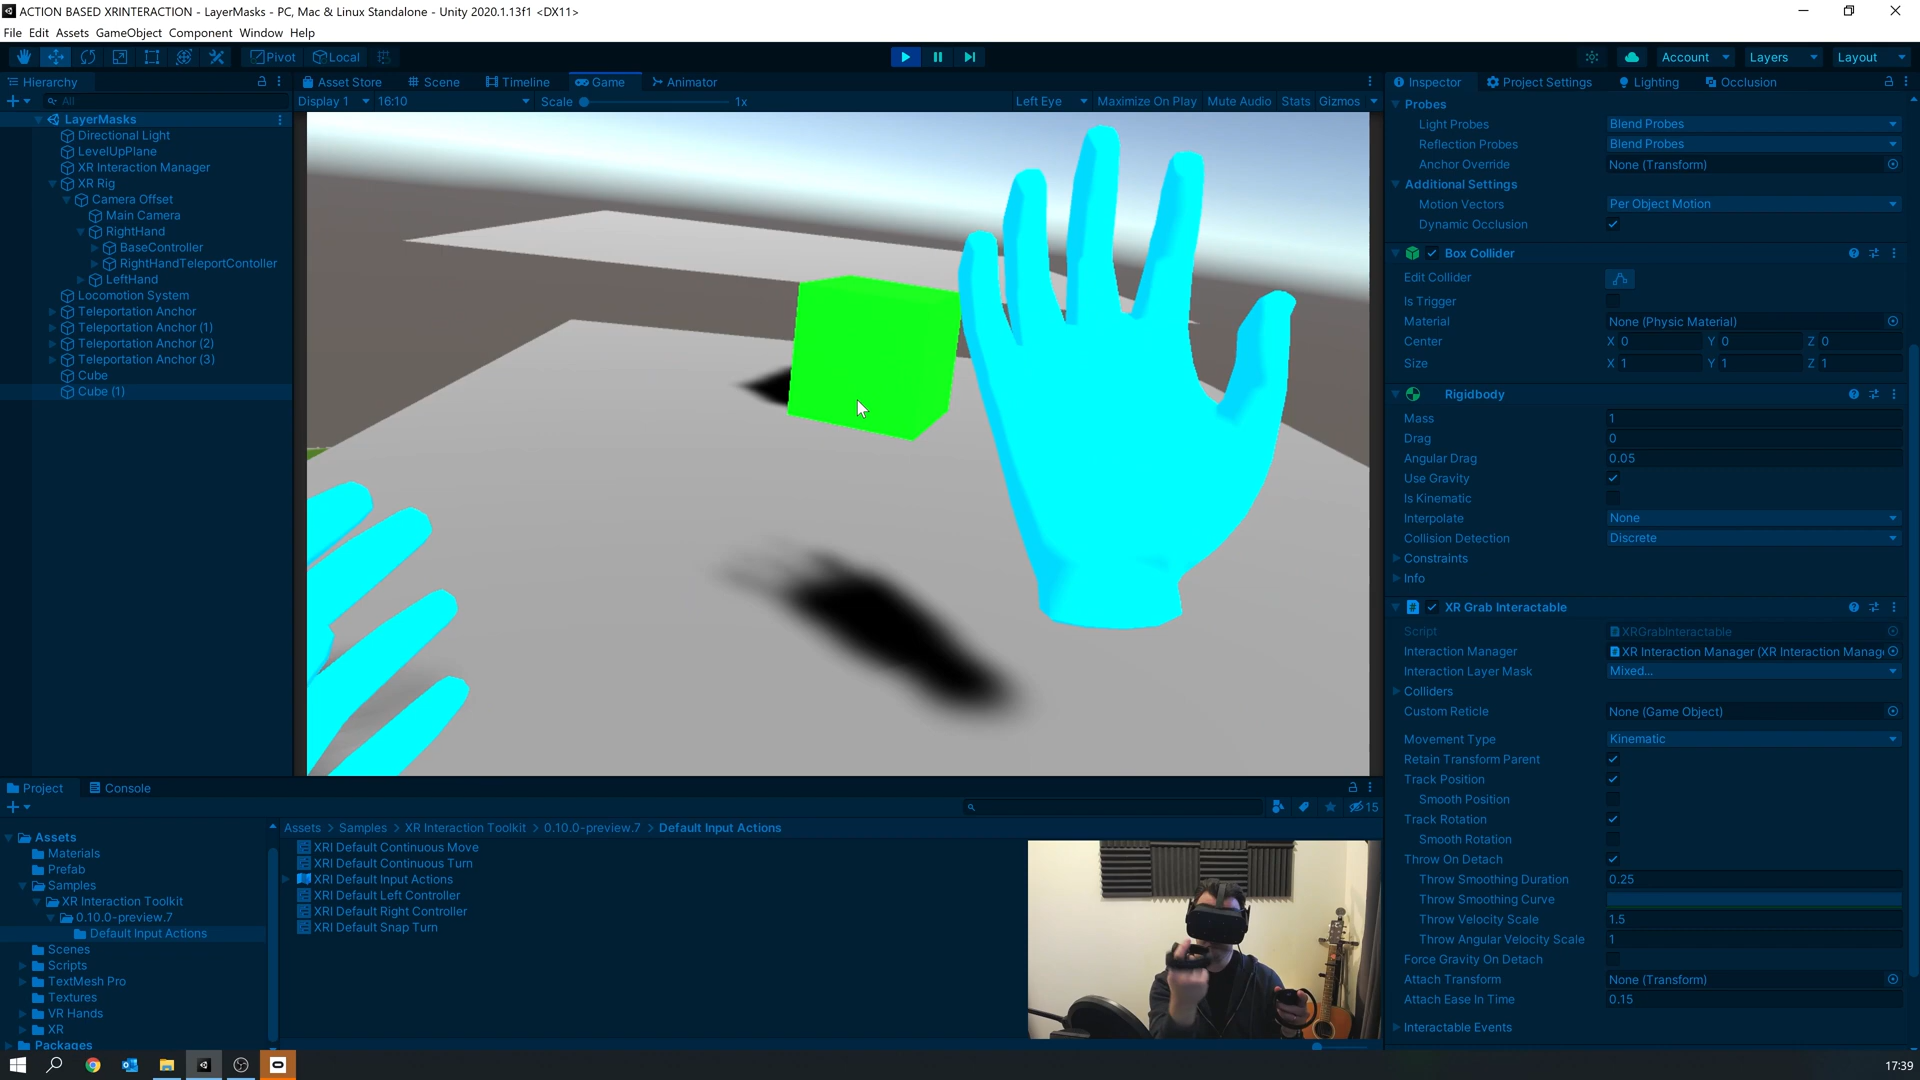 ACTION BASED XRINTERACTION - LayerMasks - PC, Mac & Linux Standalone - Unity 2020.1.13f1 <DX11>
File Edit Assets GameObject Component Window Help
Pivot Local Account Layers Layout
Hierarchy
All
LayerMasks
Directional Light
LevelUpPlane
XR Interaction Manager
XR Rig
Camera Offset
Main Camera
RightHand
BaseController
RightHandTeleportContoller
LeftHand
Locomotion System
Teleportation Anchor
Teleportation Anchor (1)
Teleportation Anchor (2)
Teleportation Anchor (3)
Cube
Cube (1)
Asset Store Scene Timeline Game Animator
Display 1 16:10 Scale 1x Left Eye Maximize On Play Mute Audio Stats Gizmos
Inspector Project Settings Lighting Occlusion
Probes
Light Probes Blend Probes
Reflection Probes Blend Probes
Anchor Override None (Transform)
Additional Settings
Motion Vectors Per Object Motion
Dynamic Occlusion
Box Collider
Edit Collider
Is Trigger
Material None (Physic Material)
Center X 0 Y 0 Z 0
Size X 1 Y 1 Z 1
Rigidbody
Mass 1
Drag 0
Angular Drag 0.05
Use Gravity
Is Kinematic
Interpolate None
Collision Detection Discrete
Constraints
Info
XR Grab Interactable
Script XRGrabInteractable
Interaction Manager XR Interaction Manager (XR Interaction Manage
Interaction Layer Mask Mixed...
Colliders
Custom Reticle None (Game Object)
Movement Type Kinematic
Retain Transform Parent
Track Position
Smooth Position
Track Rotation
Smooth Rotation
Throw On Detach
Throw Smoothing Duration 0.25
Throw Smoothing Curve
Throw Velocity Scale 1.5
Throw Angular Velocity Scale 1
Force Gravity On Detach
Attach Transform None (Transform)
Attach Ease In Time 0.15
Interactable Events
Project Console
15
Assets
Materials
Prefab
Samples
XR Interaction Toolkit
0.10.0-preview.7
Default Input Actions
Scenes
Scripts
TextMesh Pro
Textures
VR Hands
XR
Packages
Assets > Samples > XR Interaction Toolkit > 0.10.0-preview.7 > Default Input Actions
XRI Default Continuous Move
XRI Default Continuous Turn
XRI Default Input Actions
XRI Default Left Controller
XRI Default Right Controller
XRI Default Snap Turn
17:39